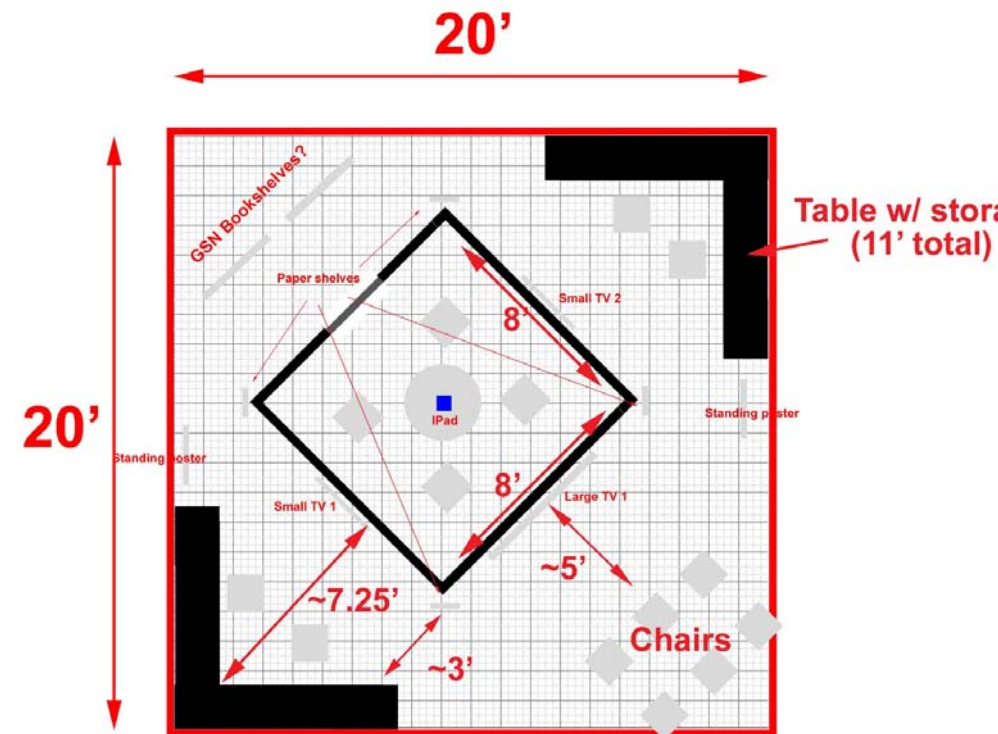 20’
GSN Bookshelves?
Table w/ stora
(11’ total)
Paper shelves
Small TV 2
8’
20’
IPad
Standing poster
Standing poster
8’
Small TV 1
Large TV 1
~5’
~7.25’
Chairs
~3’